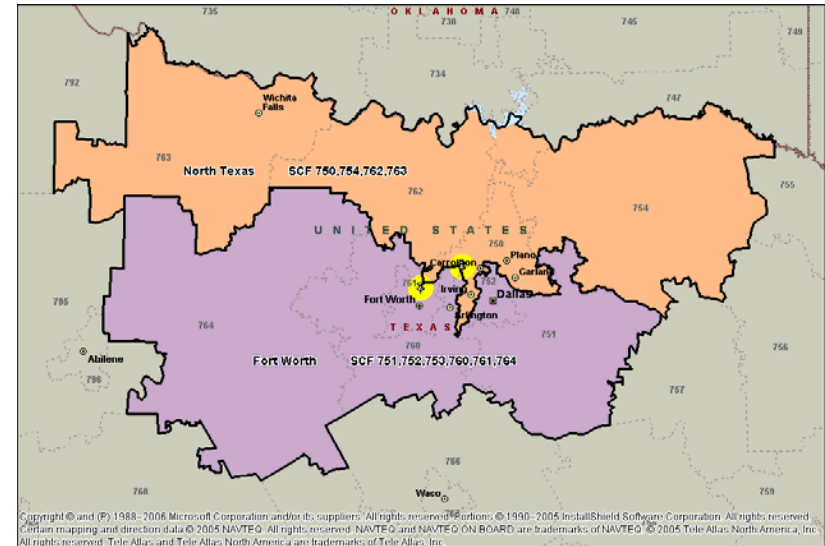 735
OKLAHOMA
730
748
745
749
792
734
747
Wichita
Falls
763
North Texas SCF 750,754,762,763
762
755
754
UNITED STATES
750
Plano
Carrollton
761
752
Garland
Irving
795
Fort Worth
Dallas
Arlington
764
TEXAS
751
760
756
Abilene
796
Fort Worth SCF 751,752,753,760,761,764
757
766
768
Waco
759
Copyright © and (P) 1988–2006 Microsoft Corporation and/or its suppliers. All rights reserved. Portions © 1990–2005 InstallShield Software Corporation. All rights reserved.
Certain mapping and direction data © 2005 NAVTEQ. All rights reserved. NAVTEQ and NAVTEQ ON BOARD are trademarks of NAVTEQ. © 2005 Tele Atlas North America, Inc.
All rights reserved. Tele Atlas and Tele Atlas North America are trademarks of Tele Atlas, Inc.